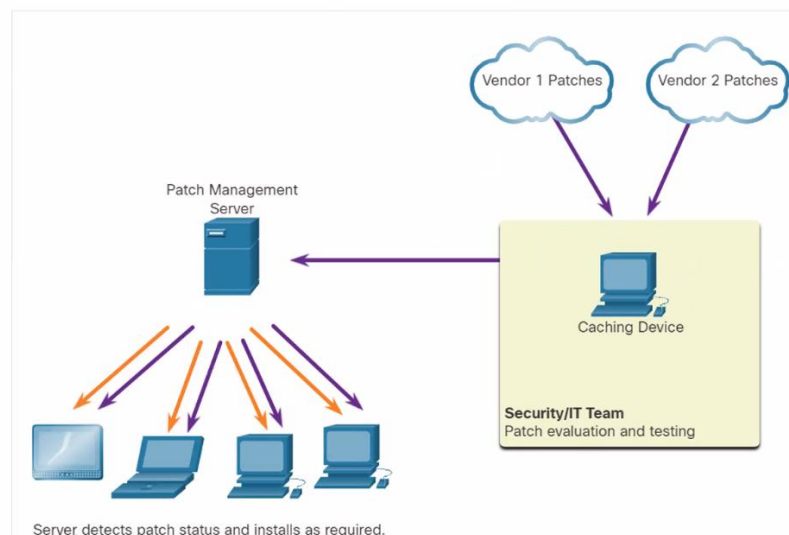 Vendor 1 Patches
Vendor 2 Patches
Patch Management
Server
Caching Device
Security/IT Team
Patch evaluation and testing
Server detects patch status and installs as required.